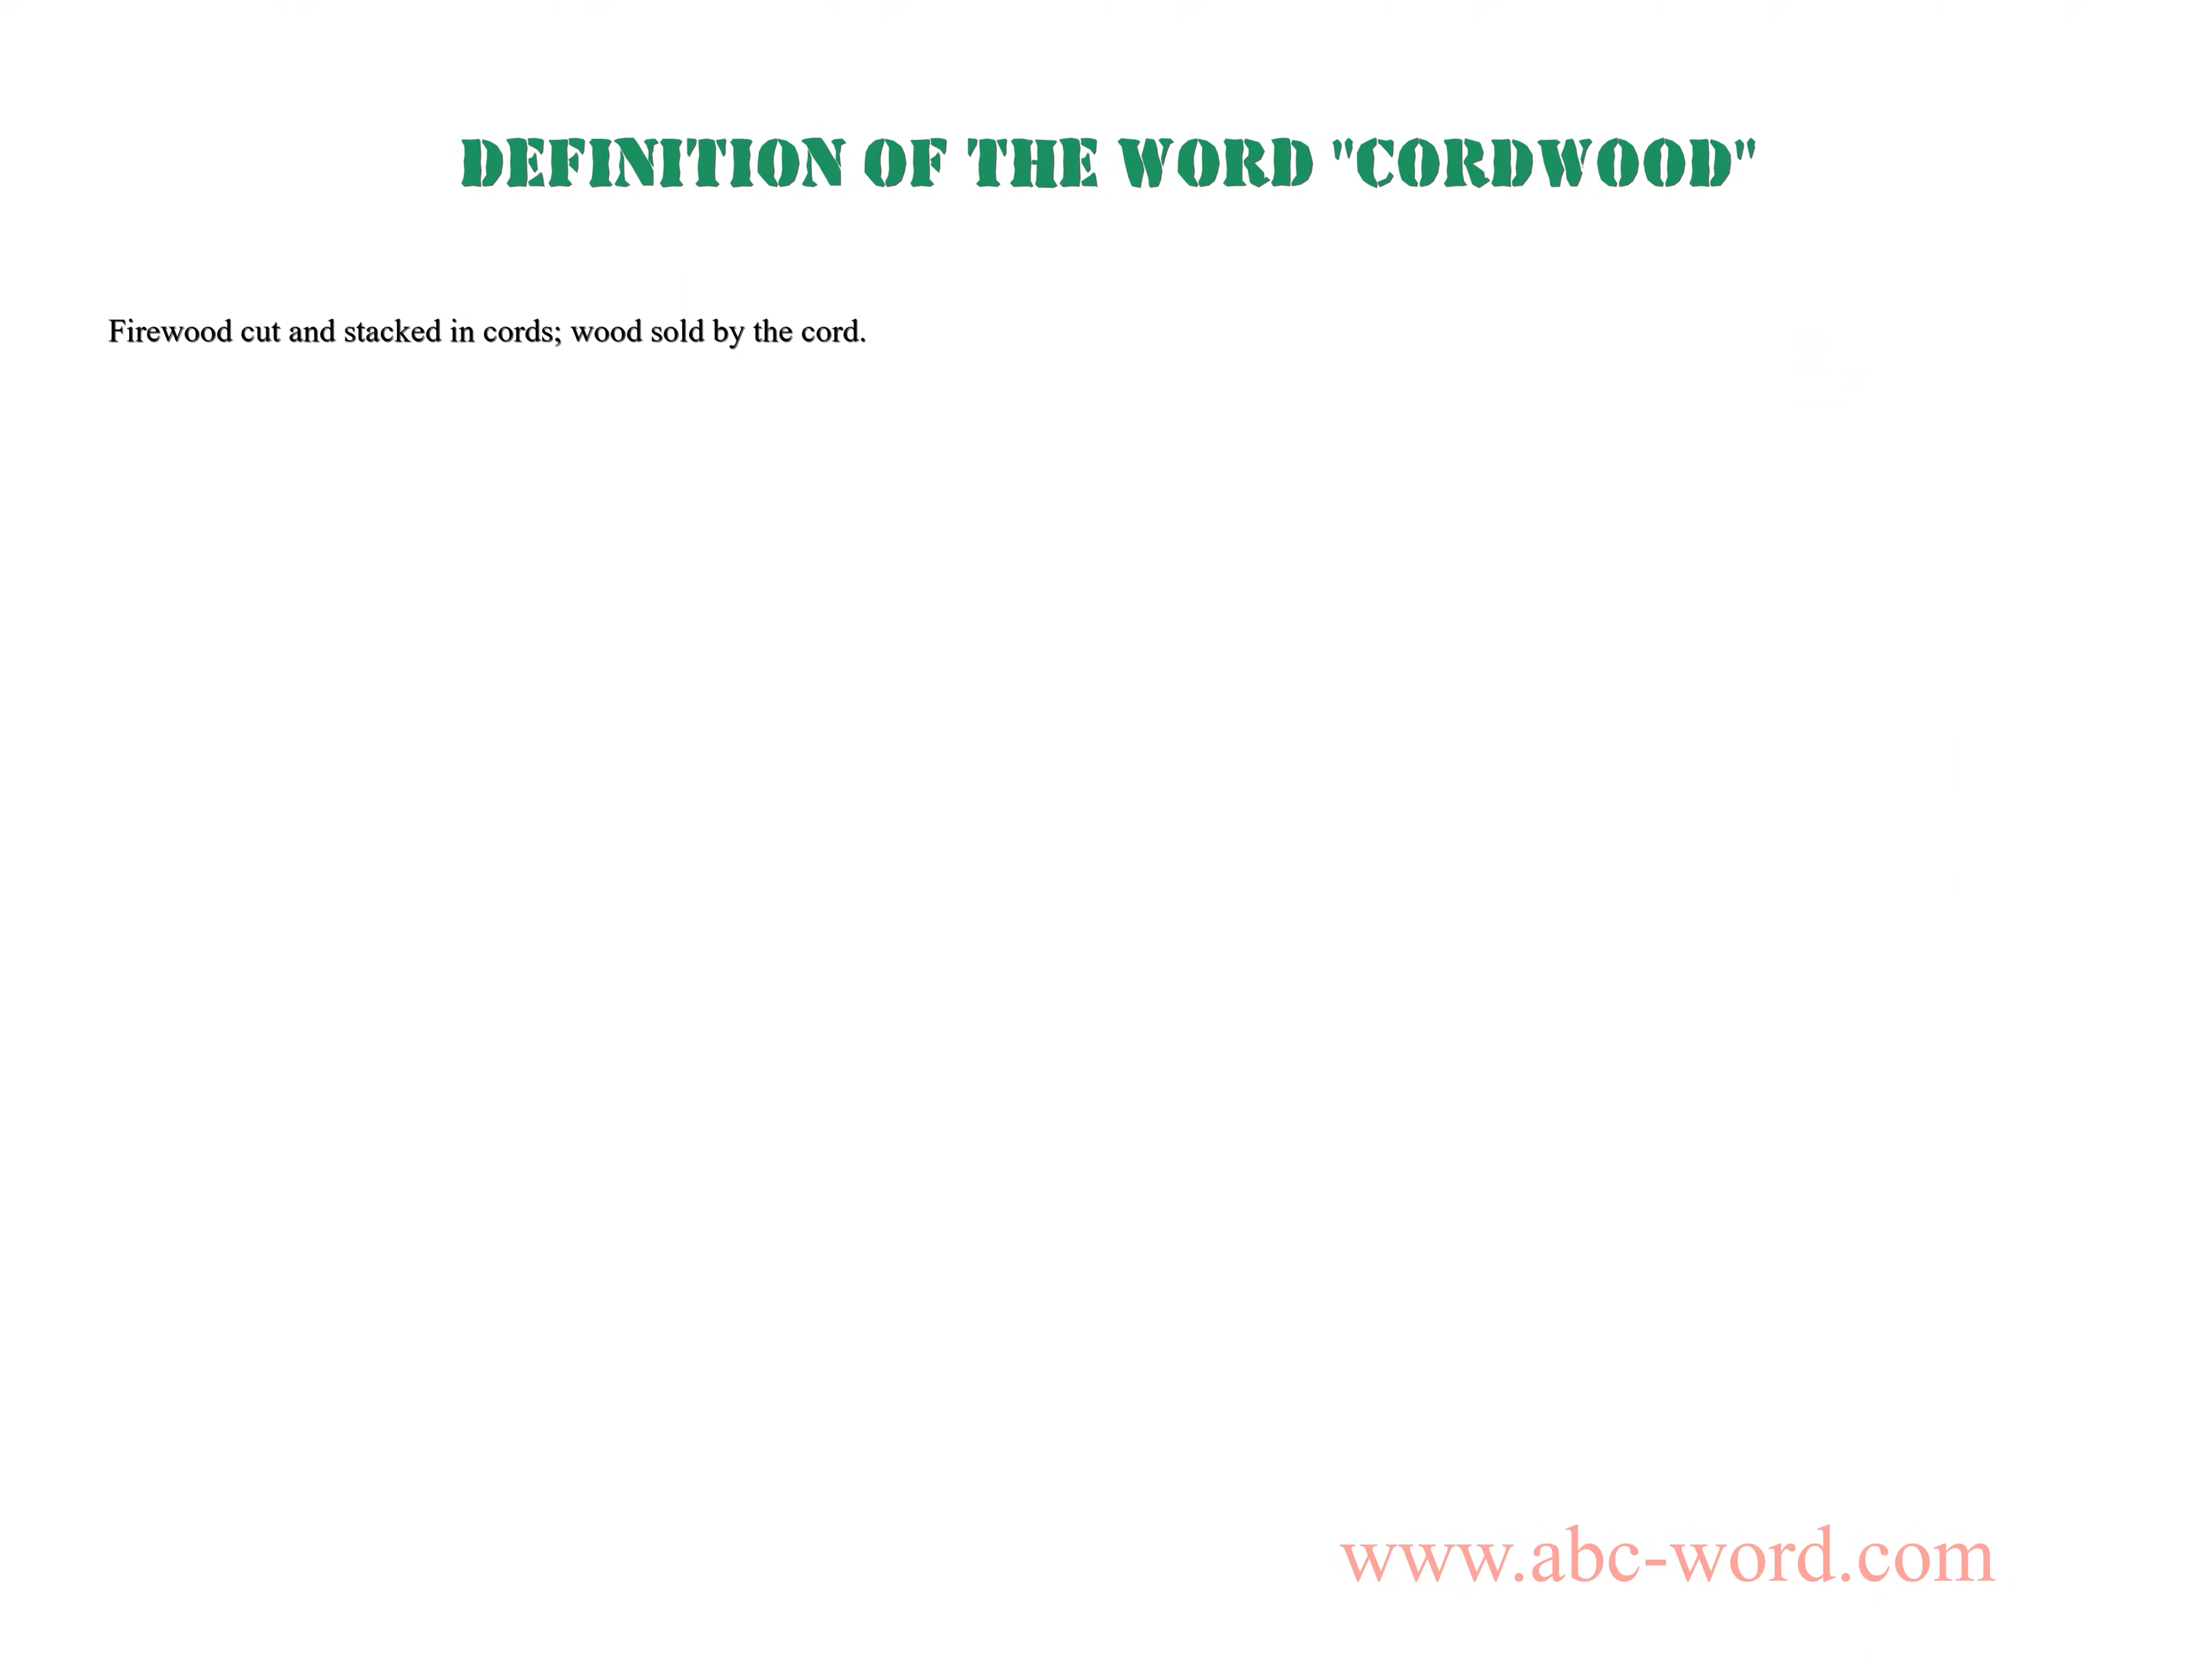 DEFINITION OF THE WORD "CORDWOOD"
Firewood cut and stacked in cords; wood sold by the cord.
www.abc-word.com